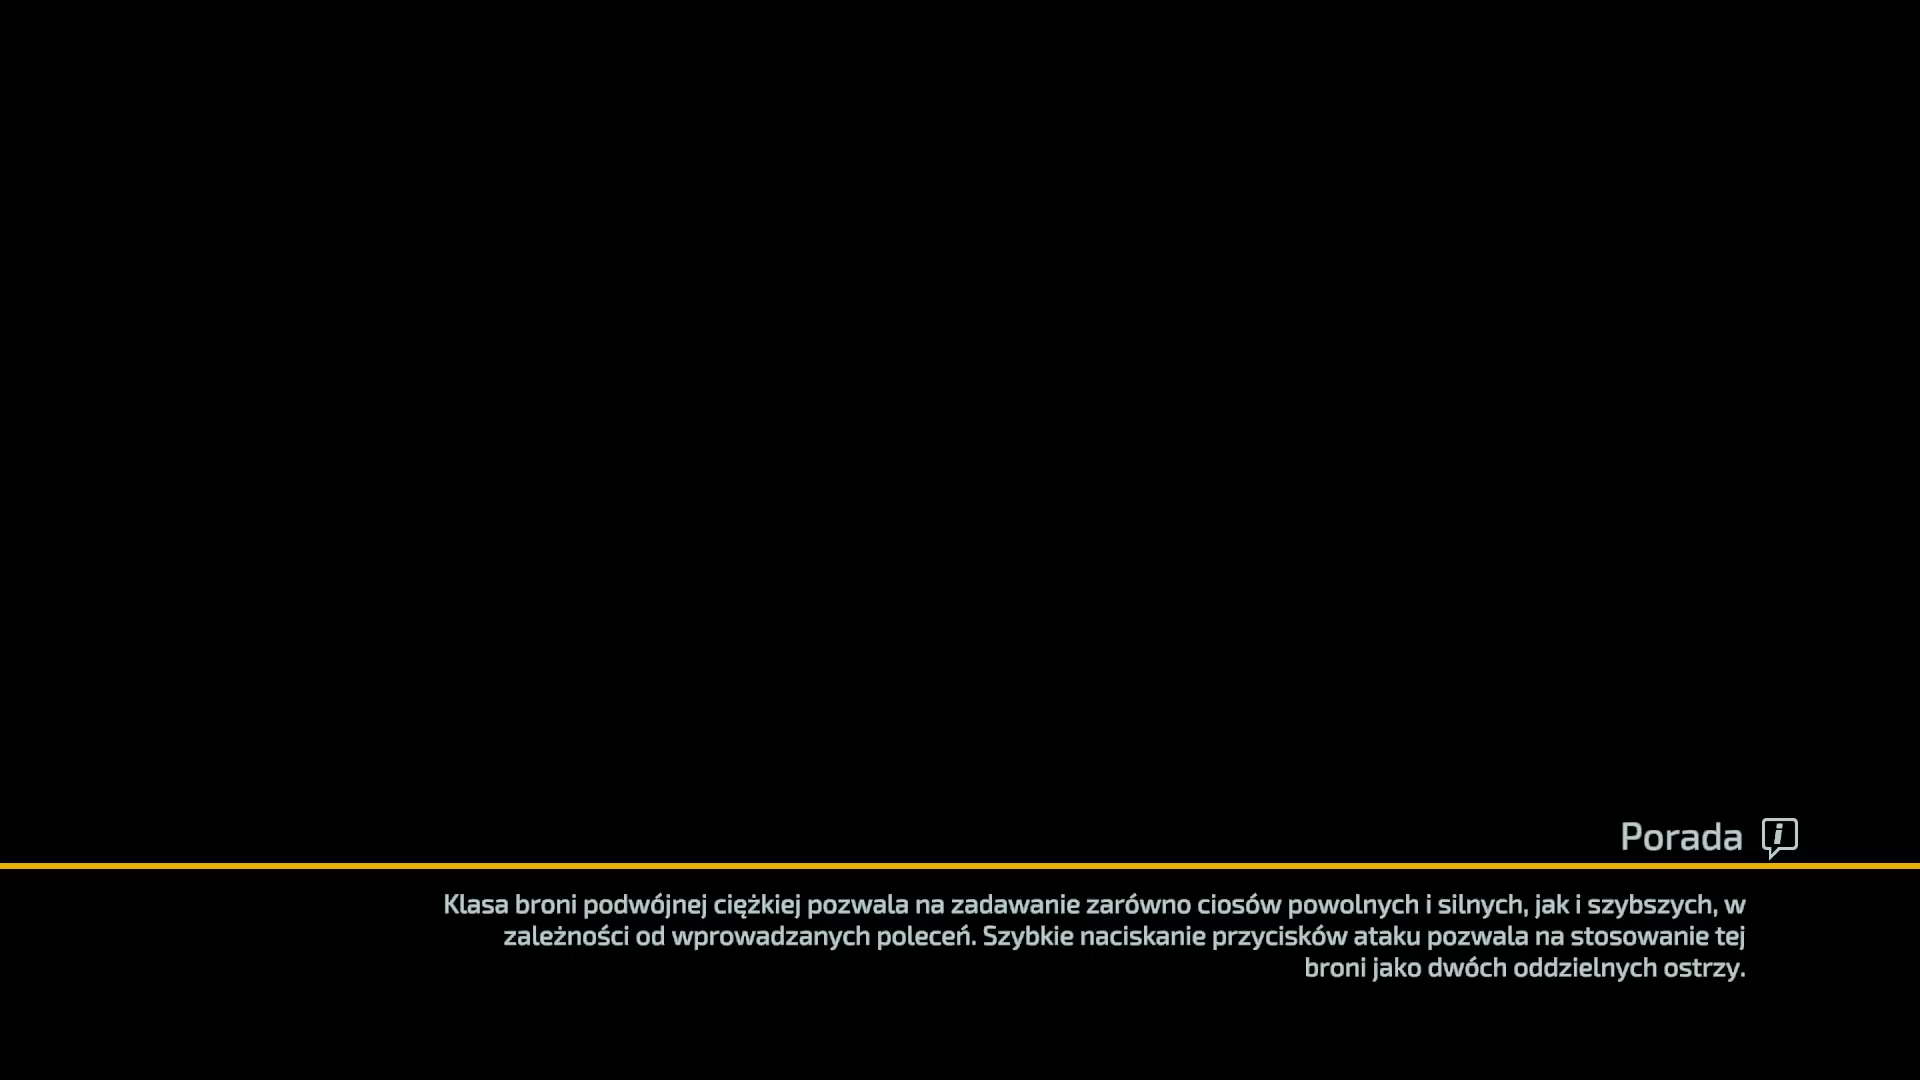 Porada
Klasa broni podwójnej ciężkiej pozwala na zadawanie zarówno ciosów powolnych i silnych, jak i szybszych, w
zależności od wprowadzanych poleceń. Szybkie naciskanie przycisków ataku pozwala na stosowanie tej
broni jako dwóch oddzielnych ostrzy.